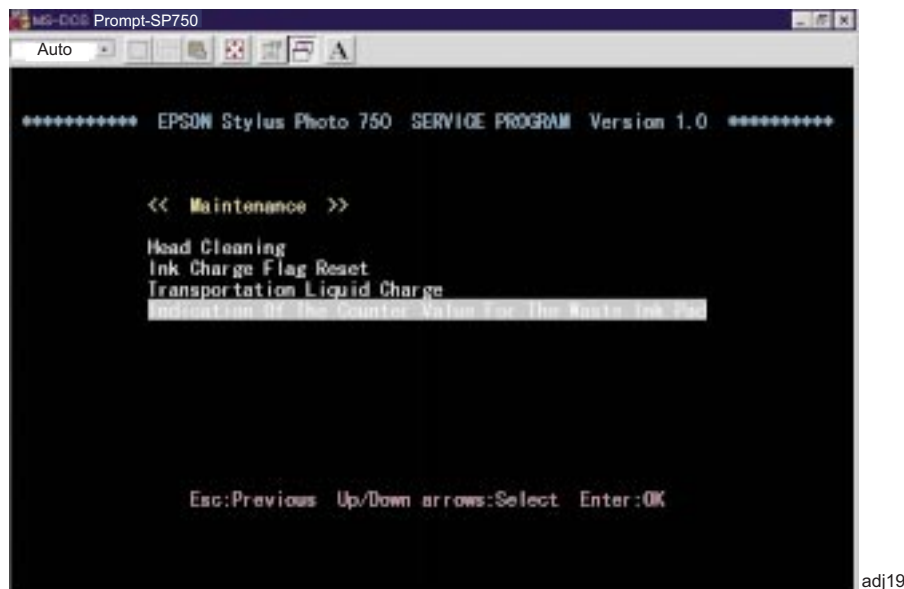 MS-DOS Prompt-SP750
Auto
A
*********** EPSON Stylus Photo 750 SERVICE PROGRAM Version 1.0 **********
<< Maintenance >>
Head Cleaning
Ink Charge Flag Reset
Transportation Liquid Charge
Indication Of The Counter Value For The Waste Ink Pad
Esc:Previous Up/Down arrows:Select Enter:OK
adj19